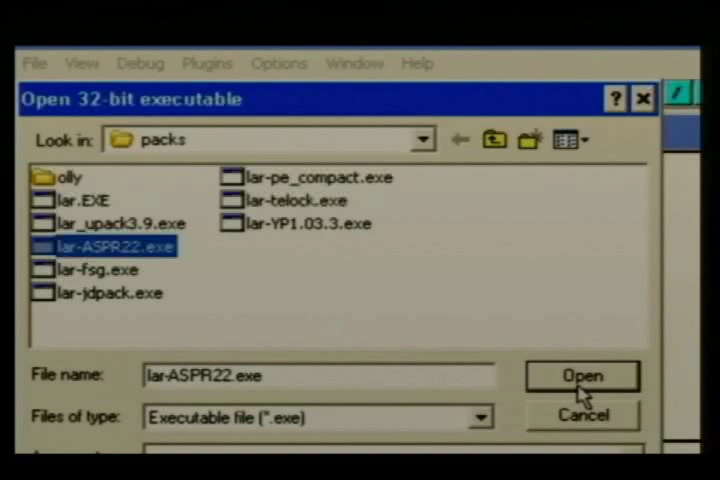 File View Debug Plugins Options Window Help
Open 32-bit executable
Look in: packs
olly
lar.EXE
lar_upack3.9.exe
lar-ASPR22.exe
lar-fsg.exe
lar-jdpack.exe
lar-pe_compact.exe
lar-telock.exe
lar-YP1.03.3.exe
File name: lar-ASPR22.exe
Open
Files of type: Executable file (*.exe)
Cancel